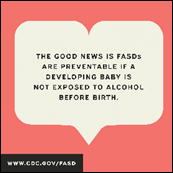 THE GOOD NEWS IS FASDs
ARE PREVENTABLE IF A
DEVELOPING BABY IS
NOT EXPOSED TO ALCOHOL
BEFORE BIRTH.
WWW.CDC.GOV/FASD